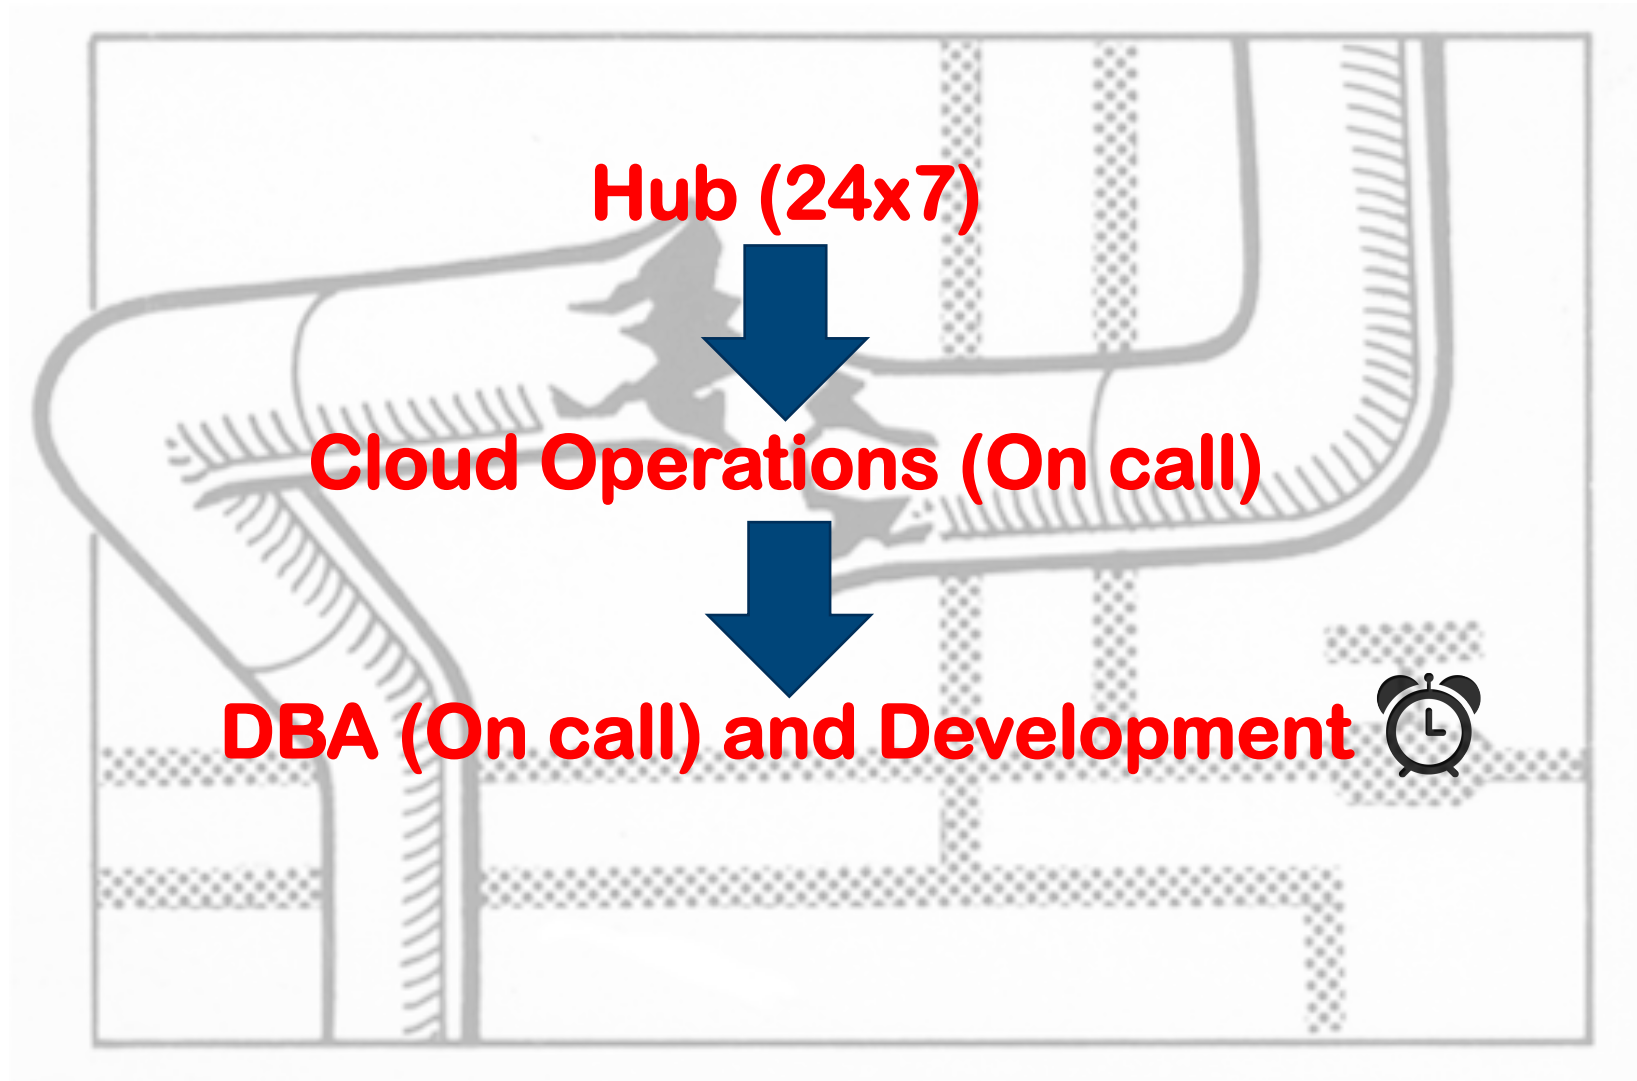 Hub (24x7)
Cloud Operations (On call)
DBA (On call) and Development